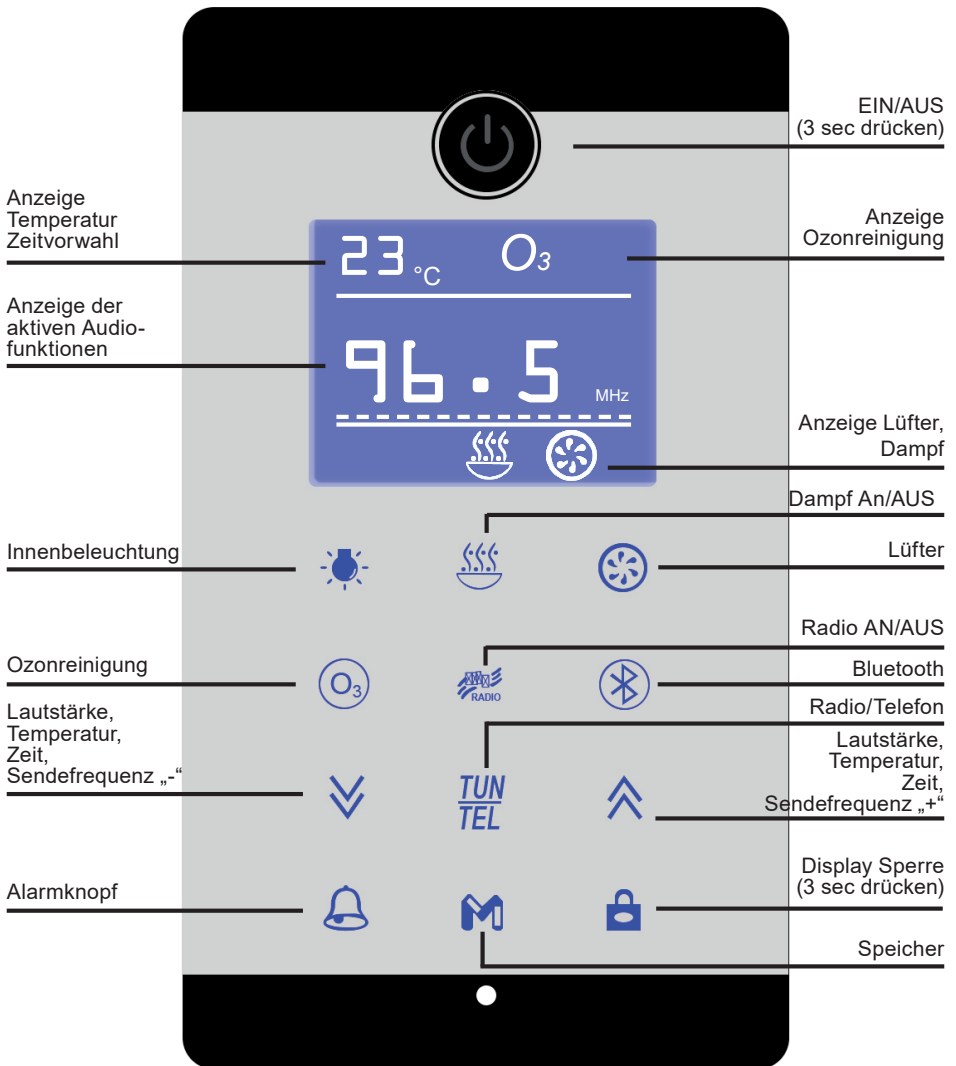 EIN/AUS
(3 sec drücken)
Anzeige
Temperatur
Zeitvorwahl
Anzeige
Ozonreinigung
23 °C O3
Anzeige der
aktiven Audio-
funktionen
96.5 MHz
Anzeige Lüfter,
Dampf
Dampf An/AUS
Innenbeleuchtung
Lüfter
Radio AN/AUS
Ozonreinigung
O3
RADIO
Bluetooth
Radio/Telefon
Lautstärke,
Temperatur,
Zeit,
Sendefrequenz „-“
TUN
TEL
Lautstärke,
Temperatur,
Zeit,
Sendefrequenz „+“
Alarmknopf
M
Display Sperre
(3 sec drücken)
Speicher